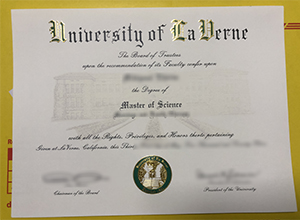 University of La Verne
The Board of Trustees
upon the recommendation of its Faculty confer upon
the Degree of
Master of Science
with all the Rights, Privileges, and Honors thereto pertaining
Given at La Verne, California, this
Chairman of the Board
President of the University